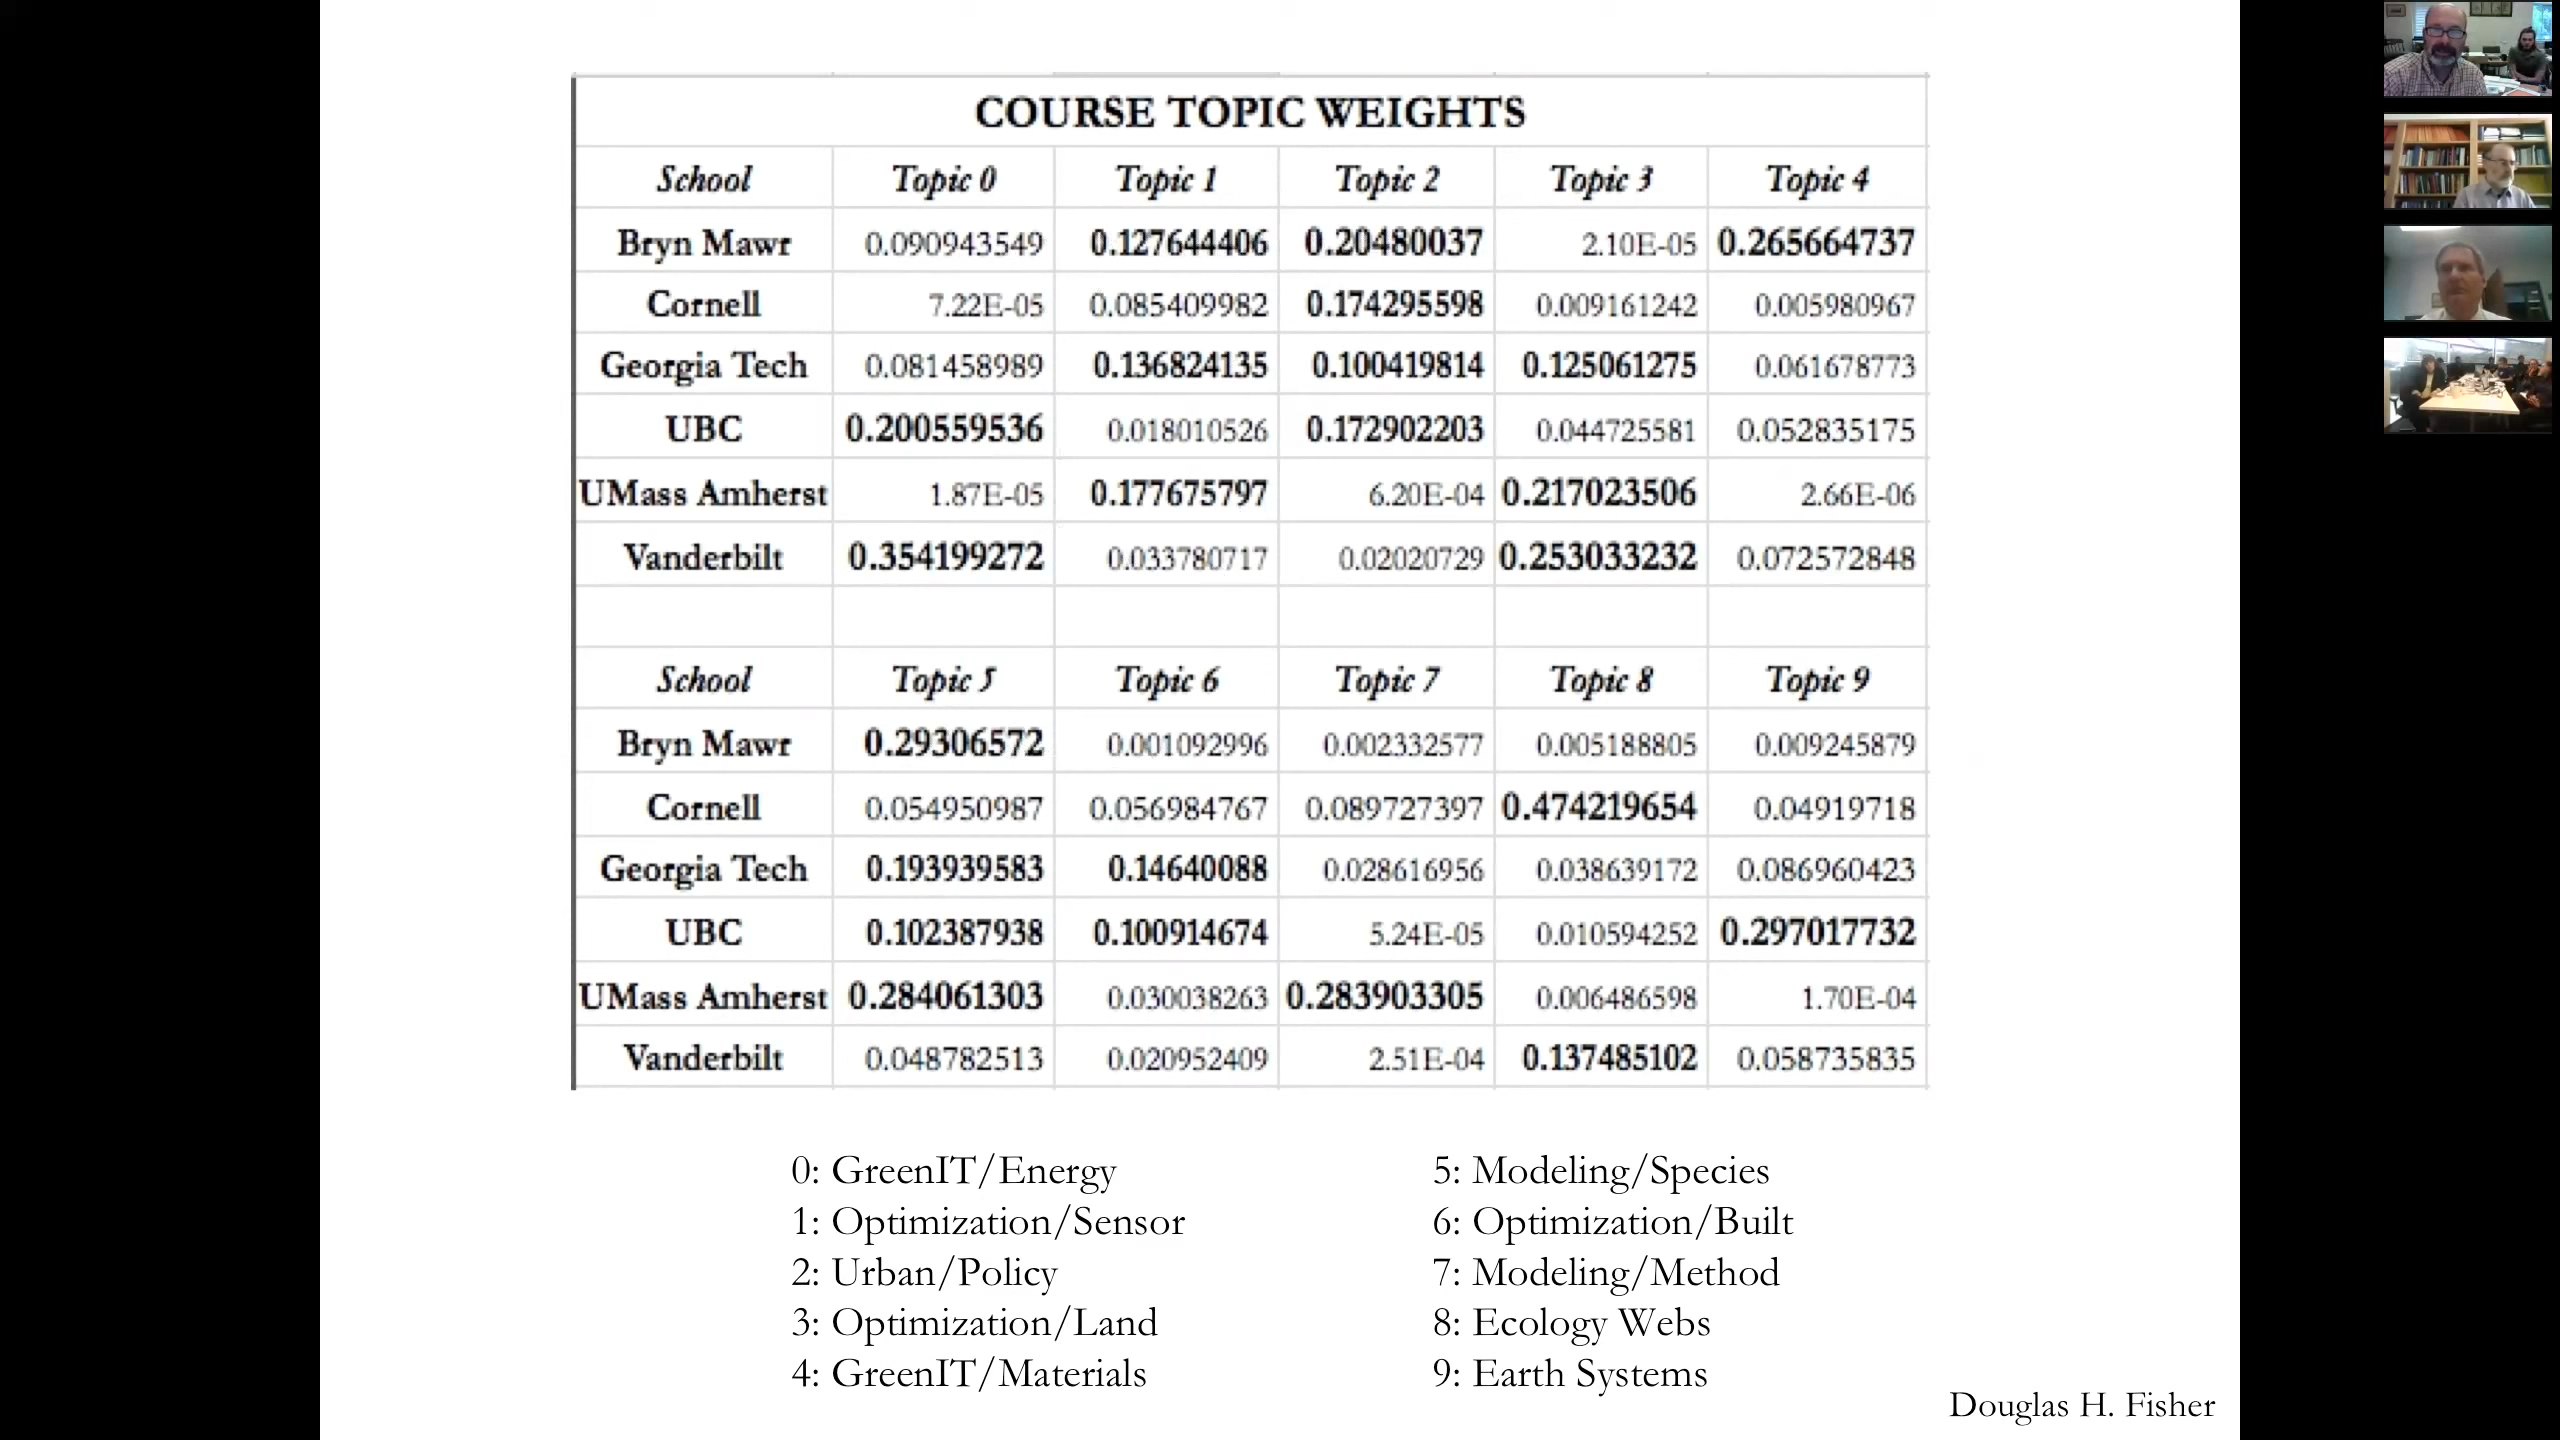 COURSE TOPIC WEIGHTS
School Topic 0 Topic 1 Topic 2 Topic 3 Topic 4
Bryn Mawr 0.090943549 0.127644406 0.20480037 2.10E-05 0.265664737
Cornell 7.22E-05 0.085409982 0.174295598 0.009161242 0.005980967
Georgia Tech 0.081458989 0.136824135 0.100419814 0.125061275 0.061678773
UBC 0.200559536 0.018010526 0.172902203 0.044725581 0.052835175
UMass Amherst 1.87E-05 0.177675797 6.20E-04 0.217023506 2.66E-06
Vanderbilt 0.354199272 0.033780717 0.02020729 0.253033232 0.072572848
School Topic 5 Topic 6 Topic 7 Topic 8 Topic 9
Bryn Mawr 0.29306572 0.001092996 0.002332577 0.005188805 0.009245879
Cornell 0.054950987 0.056984767 0.089727397 0.474219654 0.04919718
Georgia Tech 0.193939583 0.14640088 0.028616956 0.038639172 0.086960423
UBC 0.102387938 0.100914674 5.24E-05 0.010594252 0.297017732
UMass Amherst 0.284061303 0.030038263 0.283903305 0.006486598 1.70E-04
Vanderbilt 0.048782513 0.020952409 2.51E-04 0.137485102 0.058735835
0: GreenIT/Energy
1: Optimization/Sensor
2: Urban/Policy
3: Optimization/Land
4: GreenIT/Materials
5: Modeling/Species
6: Optimization/Built
7: Modeling/Method
8: Ecology Webs
9: Earth Systems
Douglas H. Fisher